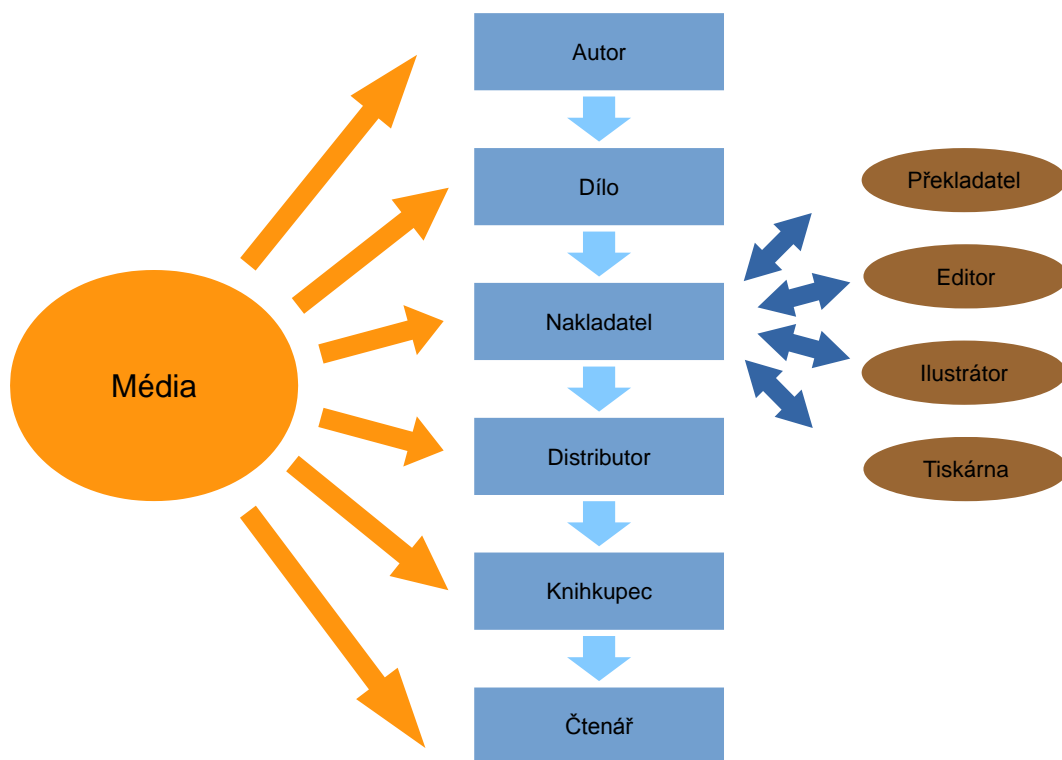 Autor
Dílo
Nakladatel
Distributor
Knihkupec
Čtenář
Média
Překladatel
Editor
Ilustrátor
Tiskárna